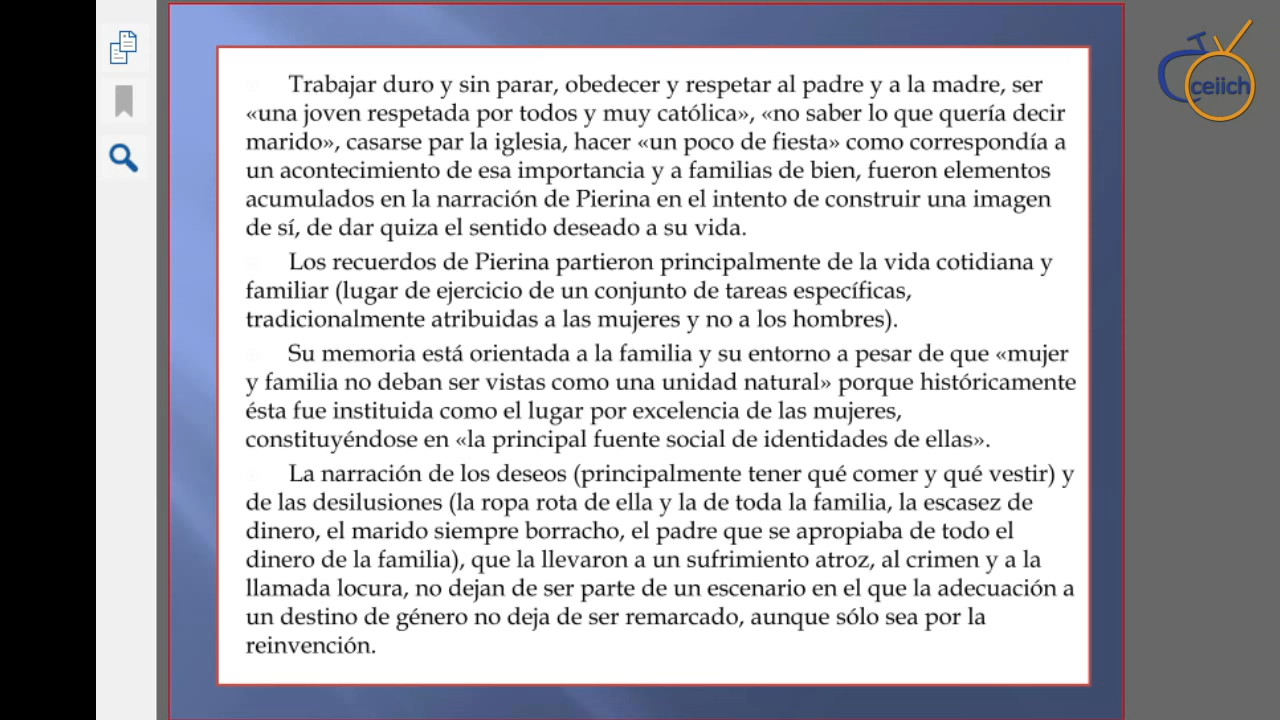 Trabajar duro y sin parar, obedecer y respetar al padre y a la madre, ser
«una joven respetada por todos y muy católica», «no saber lo que quería decir
marido», casarse par la iglesia, hacer «un poco de fiesta» como correspondía a
un acontecimiento de esa importancia y a familias de bien, fueron elementos
acumulados en la narración de Pierina en el intento de construir una imagen
de sí, de dar quiza el sentido deseado a su vida.
Los recuerdos de Pierina partieron principalmente de la vida cotidiana y
familiar (lugar de ejercicio de un conjunto de tareas específicas,
tradicionalmente atribuidas a las mujeres y no a los hombres).
Su memoria está orientada a la familia y su entorno a pesar de que «mujer
y familia no deban ser vistas como una unidad natural» porque históricamente
ésta fue instituida como el lugar por excelencia de las mujeres,
constituyéndose en «la principal fuente social de identidades de ellas».
La narración de los deseos (principalmente tener qué comer y qué vestir) y
de las desilusiones (la ropa rota de ella y la de toda la familia, la escasez de
dinero, el marido siempre borracho, el padre que se apropiaba de todo el
dinero de la familia), que la llevaron a un sufrimiento atroz, al crimen y a la
llamada locura, no dejan de ser parte de un escenario en el que la adecuación a
un destino de género no deja de ser remarcado, aunque sólo sea por la
reinvención.
TV
ceiich